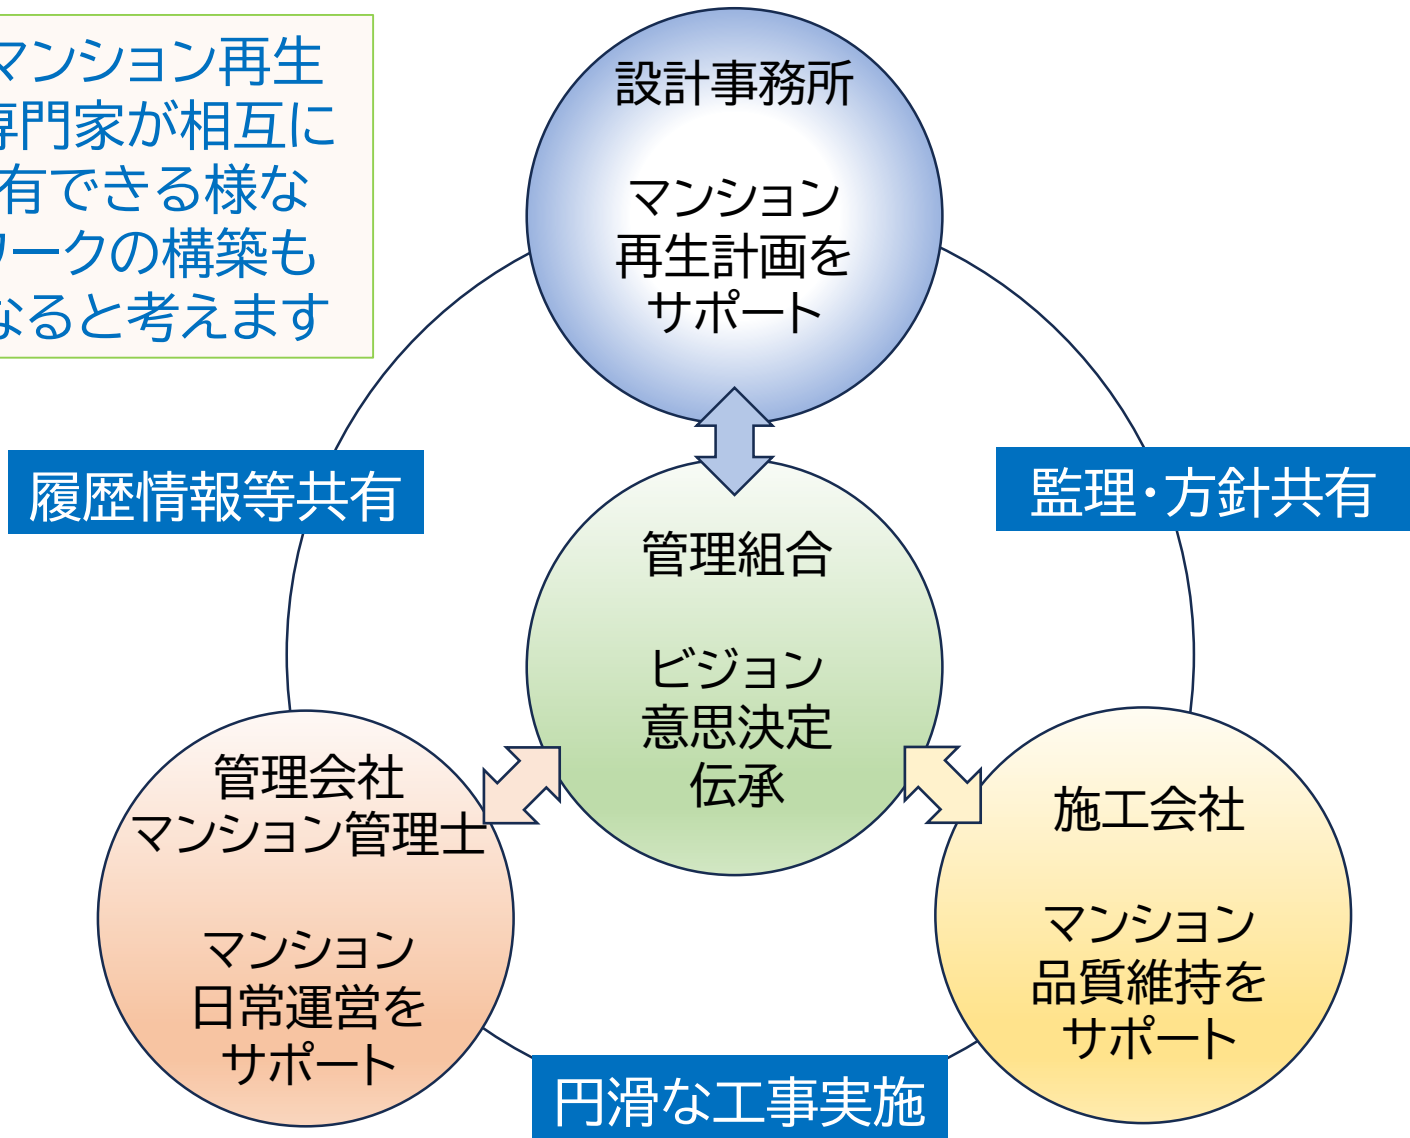 マンション再生
専門家が相互に
有できる様な
ワークの構築も
なると考えます
設計事務所
マンション
再生計画を
サポート
履歴情報等共有
監理・方針共有
管理組合
ビジョン
意思決定
伝承
管理会社
マンション管理士
マンション
日常運営を
サポート
施工会社
マンション
品質維持を
サポート
円滑な工事実施